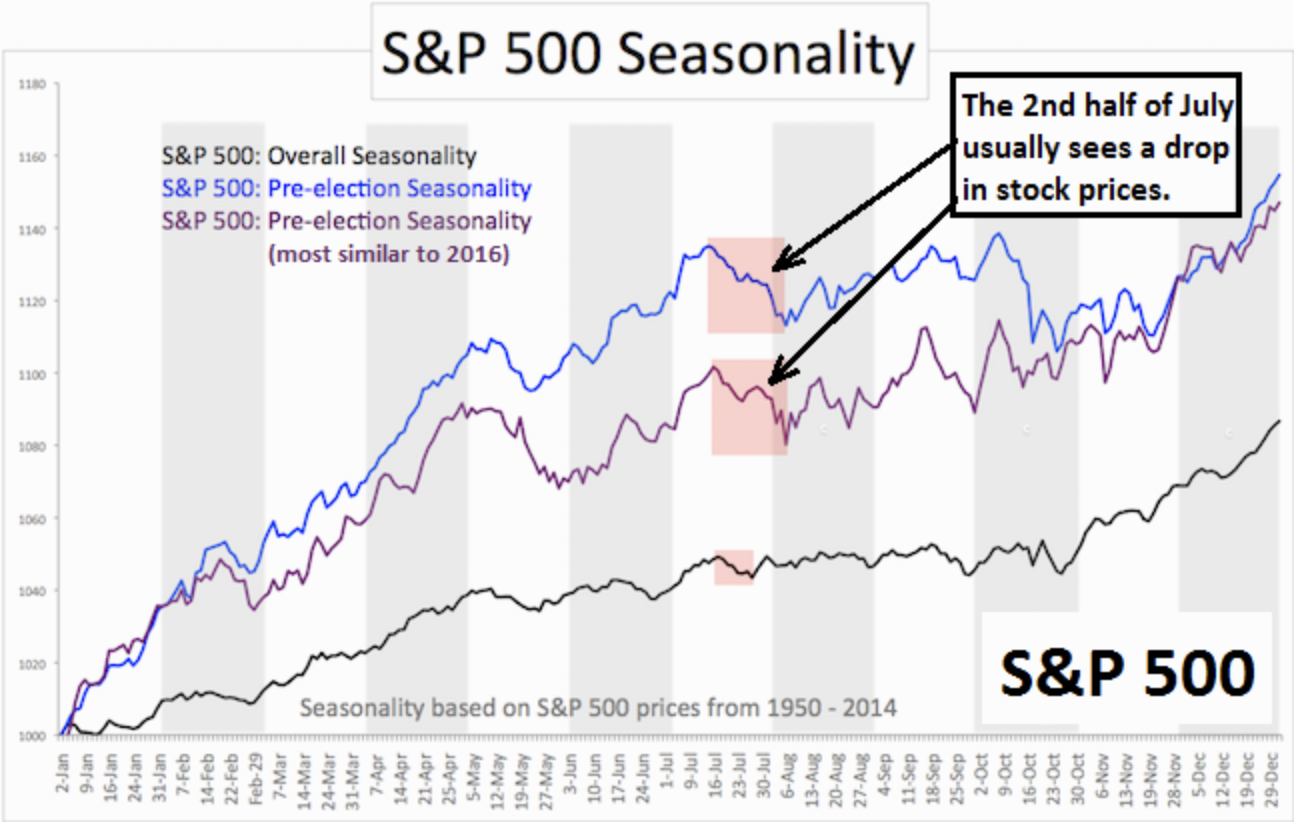 S&P 500 Seasonality
The 2nd half of July
usually sees a drop
in stock prices.
S&P 500: Overall Seasonality
S&P 500: Pre-election Seasonality
S&P 500: Pre-election Seasonality
(most similar to 2016)
1180
1160
1140
1120
1100
1080
1060
1040
1020
1000
c
c
c
S&P 500
Seasonality based on S&P 500 prices from 1950 - 2014
2-Jan
9-Jan
16-Jan
24-Jan
31-Jan
7-Feb
14-Feb
22-Feb
Feb-29
7-Mar
14-Mar
24-Mar
31-Mar
7-Apr
14-Apr
21-Apr
25-Apr
5-May
12-May
19-May
27-May
3-Jun
10-Jun
17-Jun
24-Jun
1-Jul
9-Jul
16-Jul
23-Jul
30-Jul
6-Aug
13-Aug
20-Aug
27-Aug
4-Sep
11-Sep
18-Sep
25-Sep
2-Oct
9-Oct
16-Oct
23-Oct
30-Oct
6-Nov
13-Nov
19-Nov
28-Nov
5-Dec
12-Dec
19-Dec
29-Dec